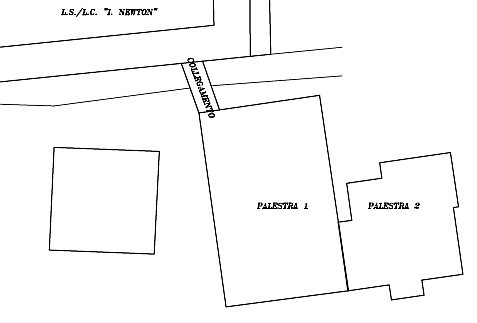 L.S./L.C. "I. NEWTON"
COLLEGAMENTO
PALESTRA 1
PALESTRA 2